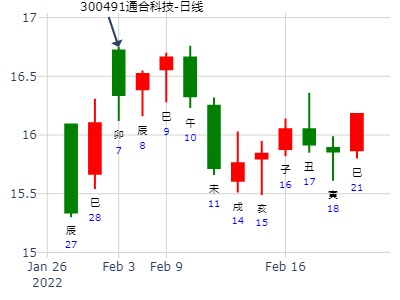 300491通合科技-日线
17
16.5
16
15.5
15
辰
27
巳
28
卯
7
辰
8
巳
9
午
10
未
11
戌
14
亥
15
子
16
丑
17
寅
18
巳
21
Jan 26
2022
Feb 3
Feb 9
Feb 16